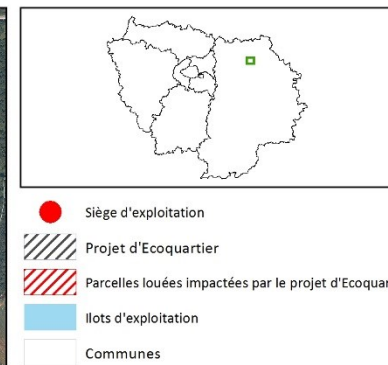 Siège d'exploitation
Projet d'Ecoquartier
Parcelles louées impactées par le projet d'Ecoquar
Ilots d'exploitation
Communes